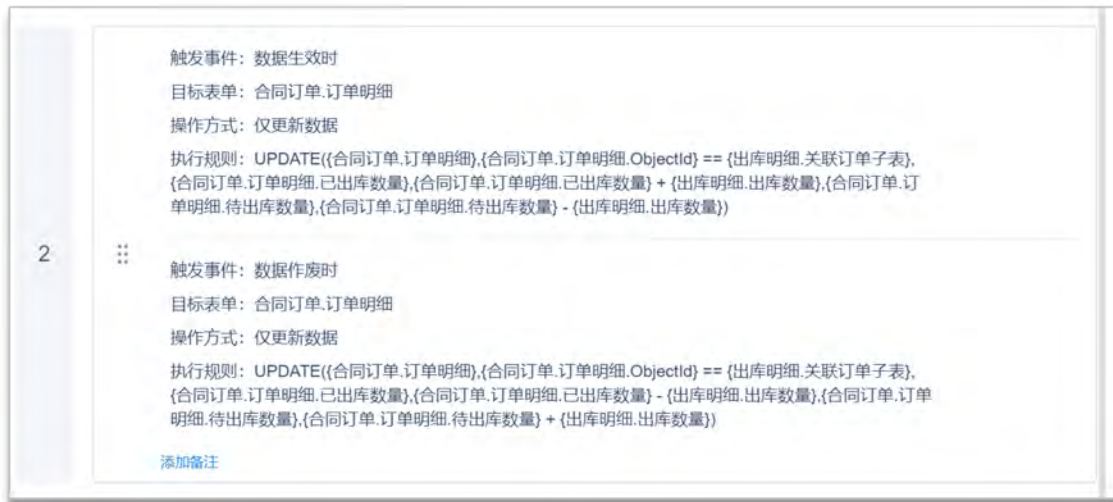 触发事件：数据生效时
目标表单：合同订单.订单明细
操作方式：仅更新数据
执行规则：UPDATE({合同订单.订单明细},{合同订单.订单明细.ObjectId} == {出库明细.关联订单子表},
{合同订单.订单明细.已出库数量},{合同订单.订单明细.已出库数量} + {出库明细.出库数量},{合同订单.订
单明细.待出库数量},{合同订单.订单明细.待出库数量} - {出库明细.出库数量})
2
触发事件：数据作废时
目标表单：合同订单.订单明细
操作方式：仅更新数据
执行规则：UPDATE({合同订单.订单明细},{合同订单.订单明细.ObjectId} == {出库明细.关联订单子表},
{合同订单.订单明细.已出库数量},{合同订单.订单明细.已出库数量} - {出库明细.出库数量},{合同订单.订单
明细.待出库数量},{合同订单.订单明细.待出库数量} + {出库明细.出库数量})
添加备注